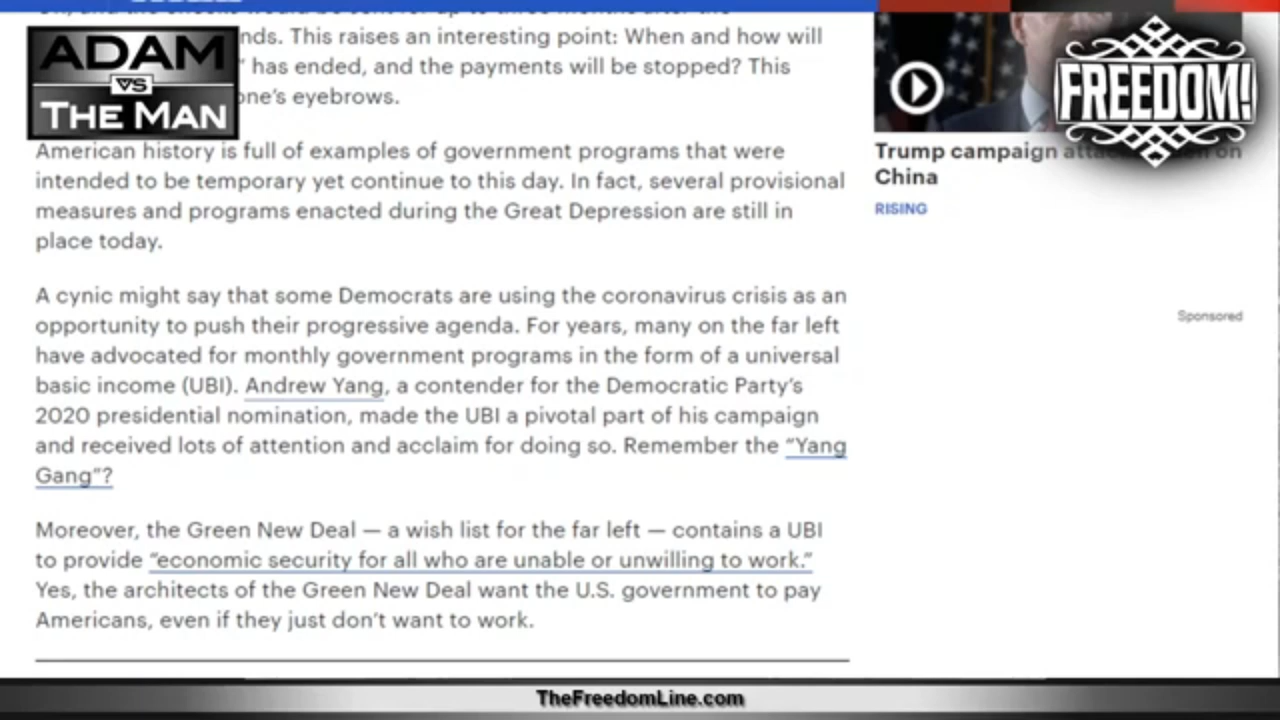 ADAM
VS
THE MAN
nds. This raises an interesting point: When and how will
" has ended, and the payments will be stopped? This
one's eyebrows.
American history is full of examples of government programs that were
intended to be temporary yet continue to this day. In fact, several provisional
measures and programs enacted during the Great Depression are still in
place today.
A cynic might say that some Democrats are using the coronavirus crisis as an
opportunity to push their progressive agenda. For years, many on the far left
have advocated for monthly government programs in the form of a universal
basic income (UBI). Andrew Yang, a contender for the Democratic Party's
2020 presidential nomination, made the UBI a pivotal part of his campaign
and received lots of attention and acclaim for doing so. Remember the “Yang
Gang”?
Moreover, the Green New Deal — a wish list for the far left — contains a UBI
to provide “economic security for all who are unable or unwilling to work.”
Yes, the architects of the Green New Deal want the U.S. government to pay
Americans, even if they just don't want to work.
FREEDOM!
Trump campaign on
China
RISING
Sponsored
TheFreedomLine.com